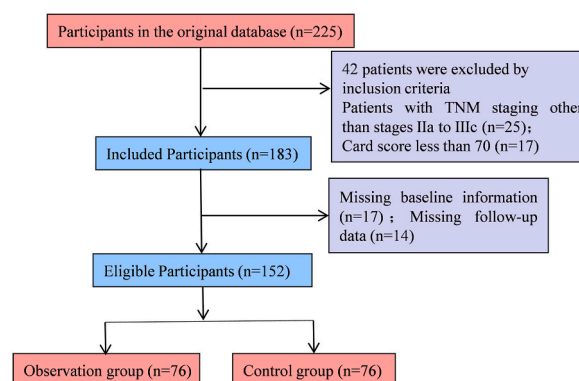 Participants in the original database (n=225)
42 patients were excluded by
inclusion criteria
Patients with TNM staging other
than stages IIa to IIIc (n=25);
Card score less than 70 (n=17)
Included Participants (n=183)
Missing baseline information
(n=17) ; Missing follow-up
data (n=14)
Eligible Participants (n=152)
Observation group (n=76)
Control group (n=76)